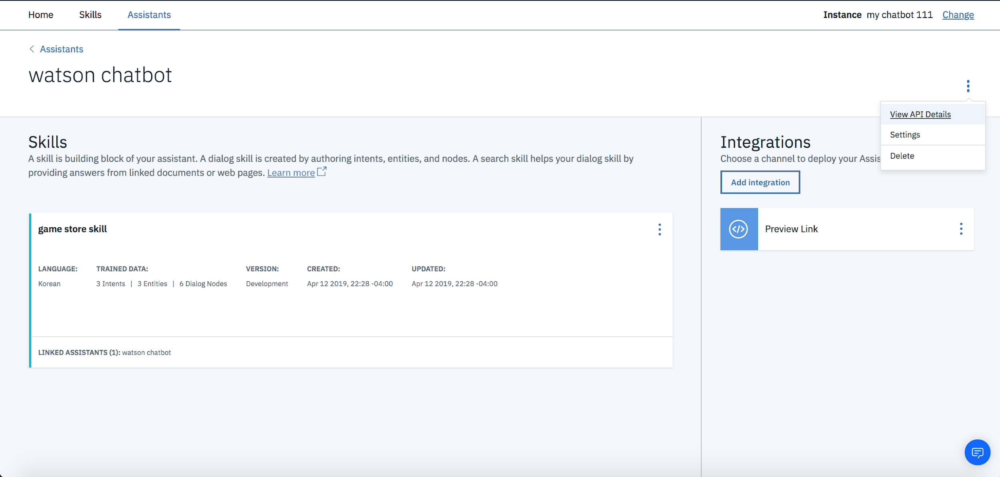 Home Skills Assistants Instance my chatbot 111 Change
Assistants
watson chatbot
View API Details
Settings
Delete
Skills
A skill is building block of your assistant. A dialog skill is created by authoring intents, entities, and nodes. A search skill helps your dialog skill by
providing answers from linked documents or web pages. Learn more
game store skill
LANGUAGE: TRAINED DATA: VERSION: CREATED: UPDATED:
Korean 3 Intents | 3 Entities | 6 Dialog Nodes Development Apr 12 2019, 22:28 -04:00 Apr 12 2019, 22:28 -04:00
LINKED ASSISTANTS (1): watson chatbot
Integrations
Choose a channel to deploy your Assis
Add integration
</> Preview Link